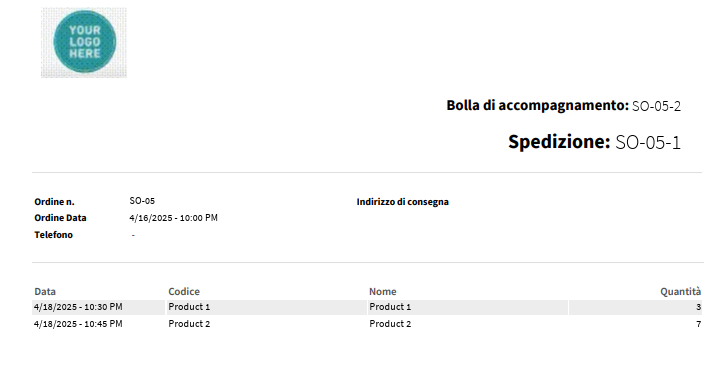 YOUR
LOGO
HERE
Bolla di accompagnamento: SO-05-2
Spedizione: SO-05-1
Ordine n. SO-05 Indirizzo di consegna
Ordine Data 4/16/2025 - 10:00 PM
Telefono -
Data Codice Nome Quantità
4/18/2025 - 10:30 PM Product 1 Product 1 3
4/18/2025 - 10:45 PM Product 2 Product 2 7